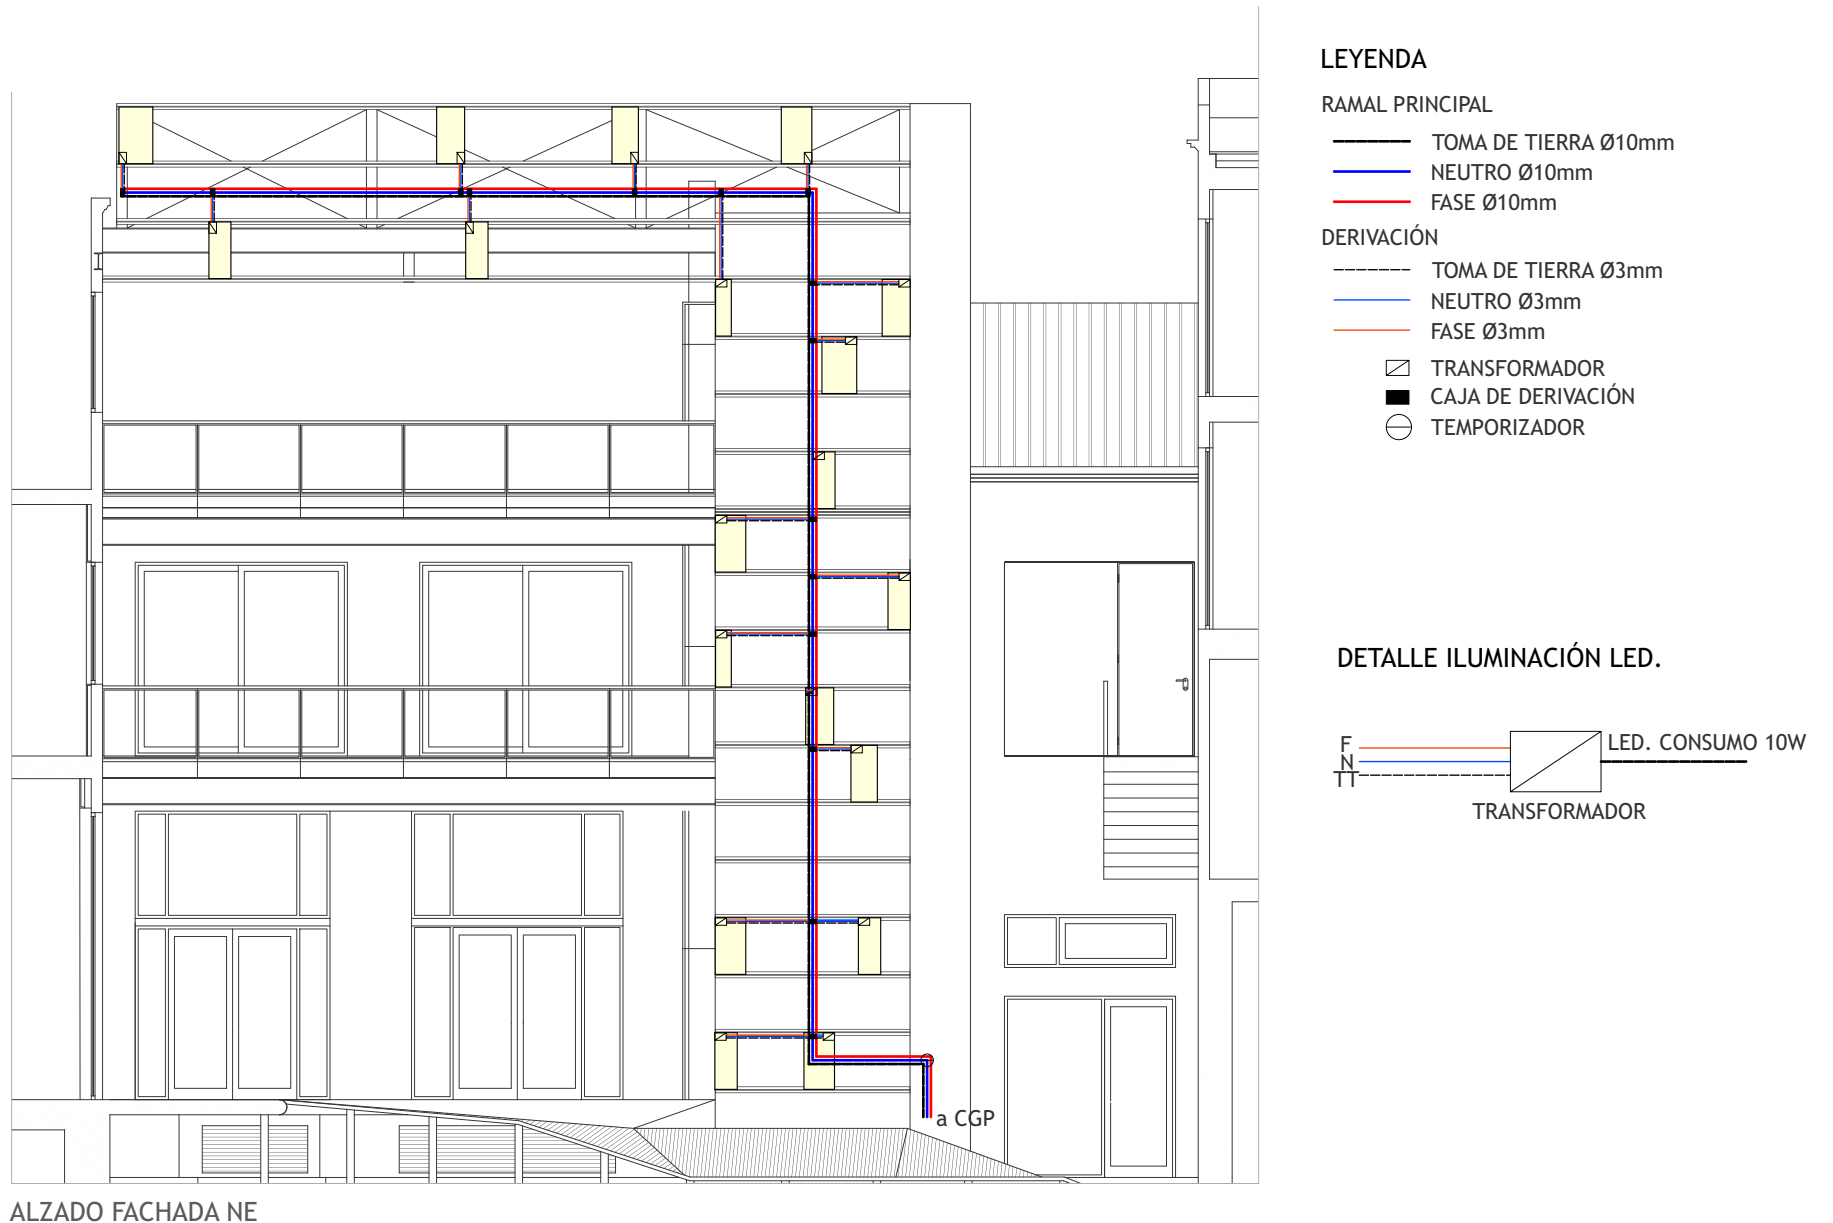 LEYENDA
RAMAL PRINCIPAL
TOMA DE TIERRA Ø10mm
NEUTRO Ø10mm
FASE Ø10mm
DERIVACIÓN
TOMA DE TIERRA Ø3mm
NEUTRO Ø3mm
FASE Ø3mm
TRANSFORMADOR
CAJA DE DERIVACIÓN
TEMPORIZADOR
DETALLE ILUMINACIÓN LED.
F
N
TT
LED. CONSUMO 10W
TRANSFORMADOR
a CGP
ALZADO FACHADA NE